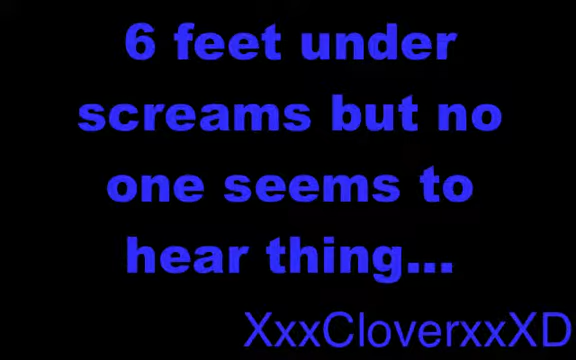 6 feet under
screams but no
one seems to
hear thing...
XxxCloverxxXD